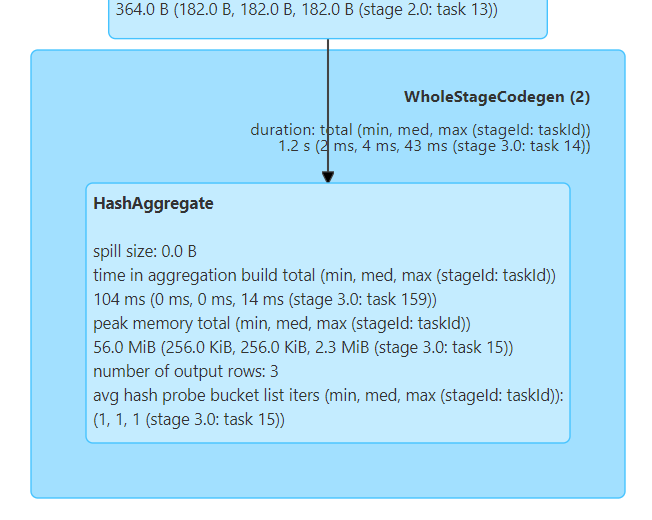 364.0 B (182.0 B, 182.0 B, 182.0 B (stage 2.0: task 13))
WholeStageCodegen (2)
duration: total (min, med, max (stageId: taskId))
1.2 s (2 ms, 4 ms, 43 ms (stage 3.0: task 14))
HashAggregate
spill size: 0.0 B
time in aggregation build total (min, med, max (stageId: taskId))
104 ms (0 ms, 0 ms, 14 ms (stage 3.0: task 159))
peak memory total (min, med, max (stageId: taskId))
56.0 MiB (256.0 KiB, 256.0 KiB, 2.3 MiB (stage 3.0: task 15))
number of output rows: 3
avg hash probe bucket list iters (min, med, max (stageId: taskId)):
(1, 1, 1 (stage 3.0: task 15))